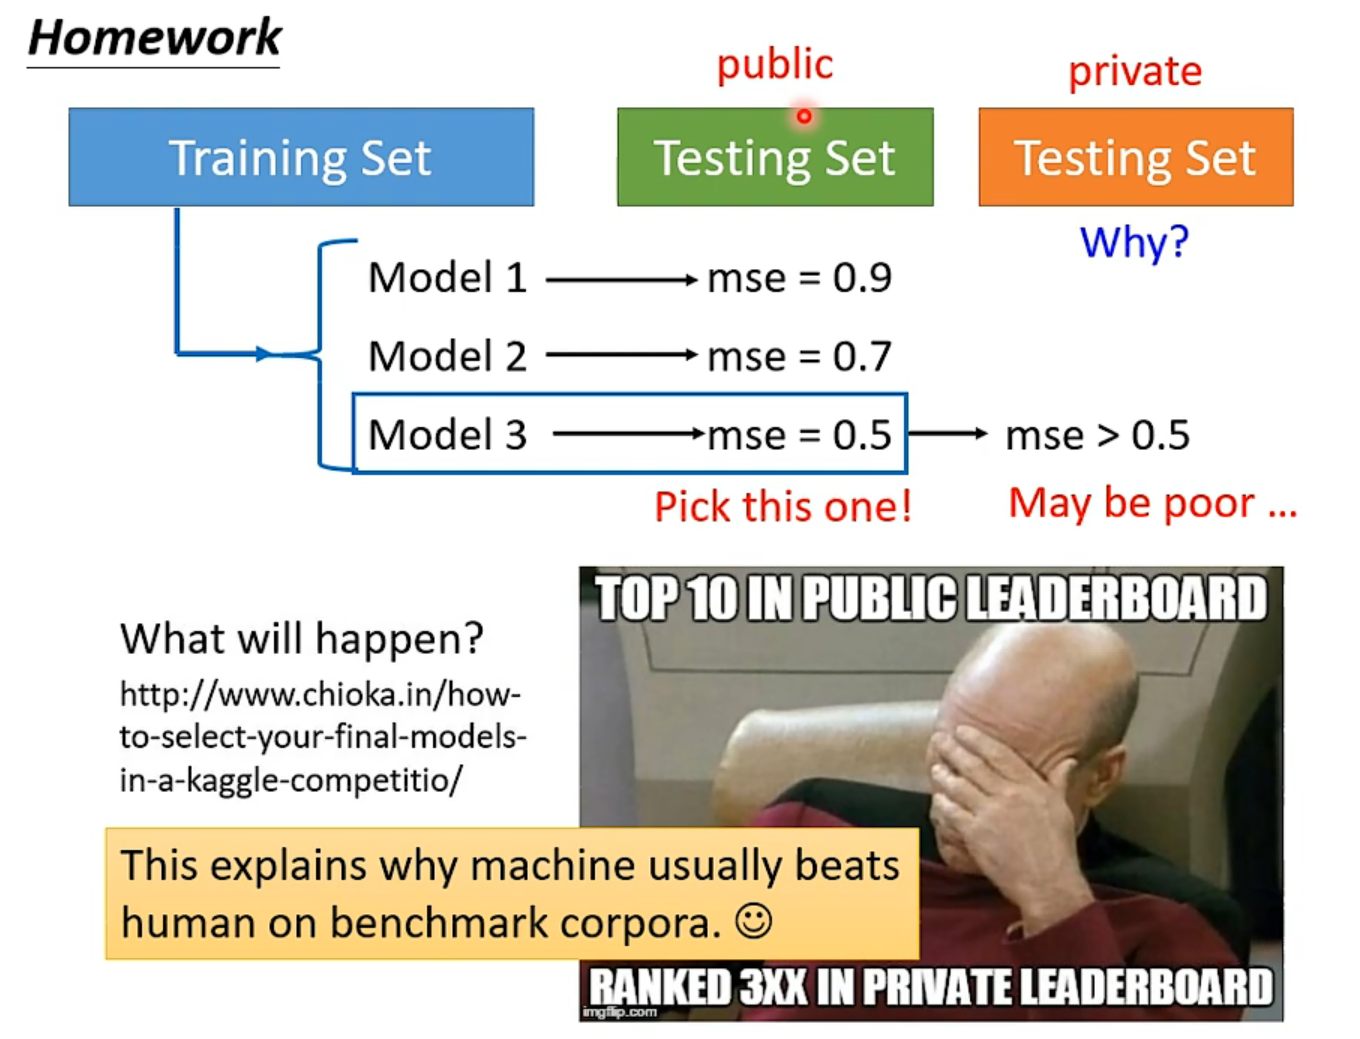 Homework
public
private
Training Set
Testing Set
Testing Set
Why?
Model 1
mse = 0.9
Model 2
mse = 0.7
Model 3
mse = 0.5
mse > 0.5
Pick this one!
May be poor ...
What will happen?
http://www.chioka.in/how-
to-select-your-final-models-
in-a-kaggle-competitio/
TOP 10 IN PUBLIC LEADERBOARD
This explains why machine usually beats
human on benchmark corpora. ☺
RANKED 3XX IN PRIVATE LEADERBOARD
imgflip.com